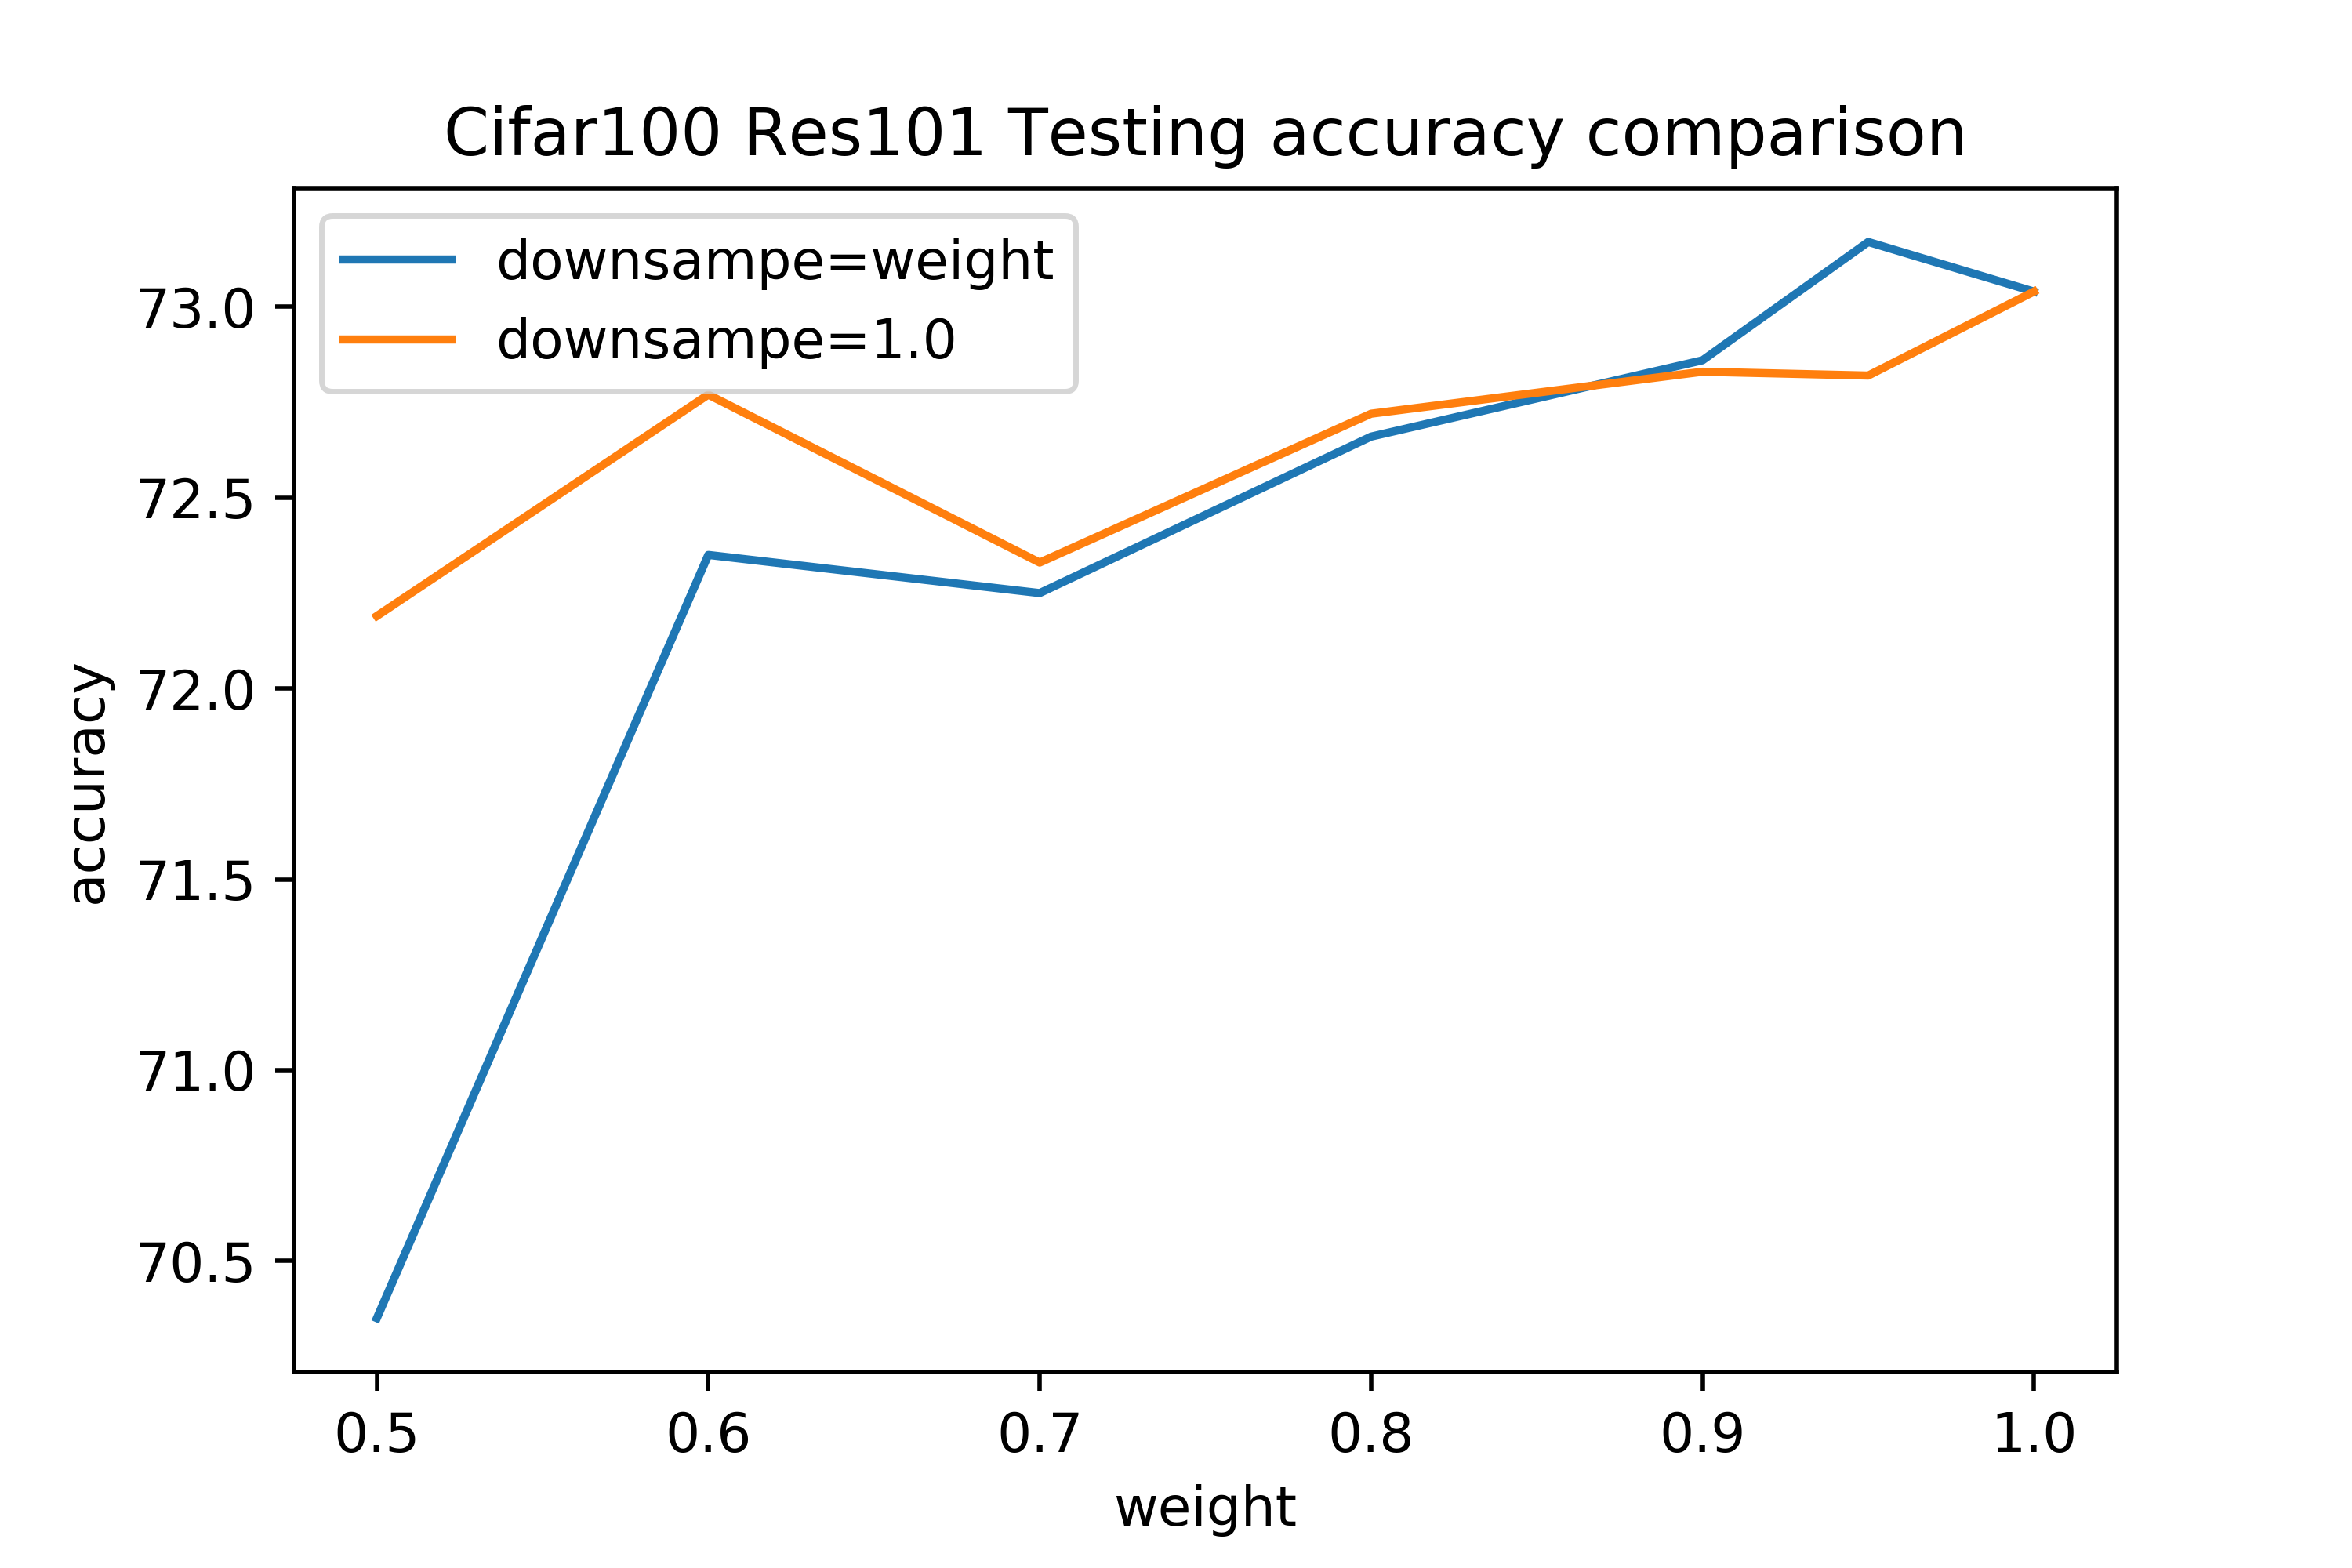 Cifar100 Res101 Testing accuracy comparison
downsampe=weight
downsampe=1.0
73.0
72.5
72.0
71.5
71.0
70.5
accuracy
0.5 0.6 0.7 0.8 0.9 1.0
weight